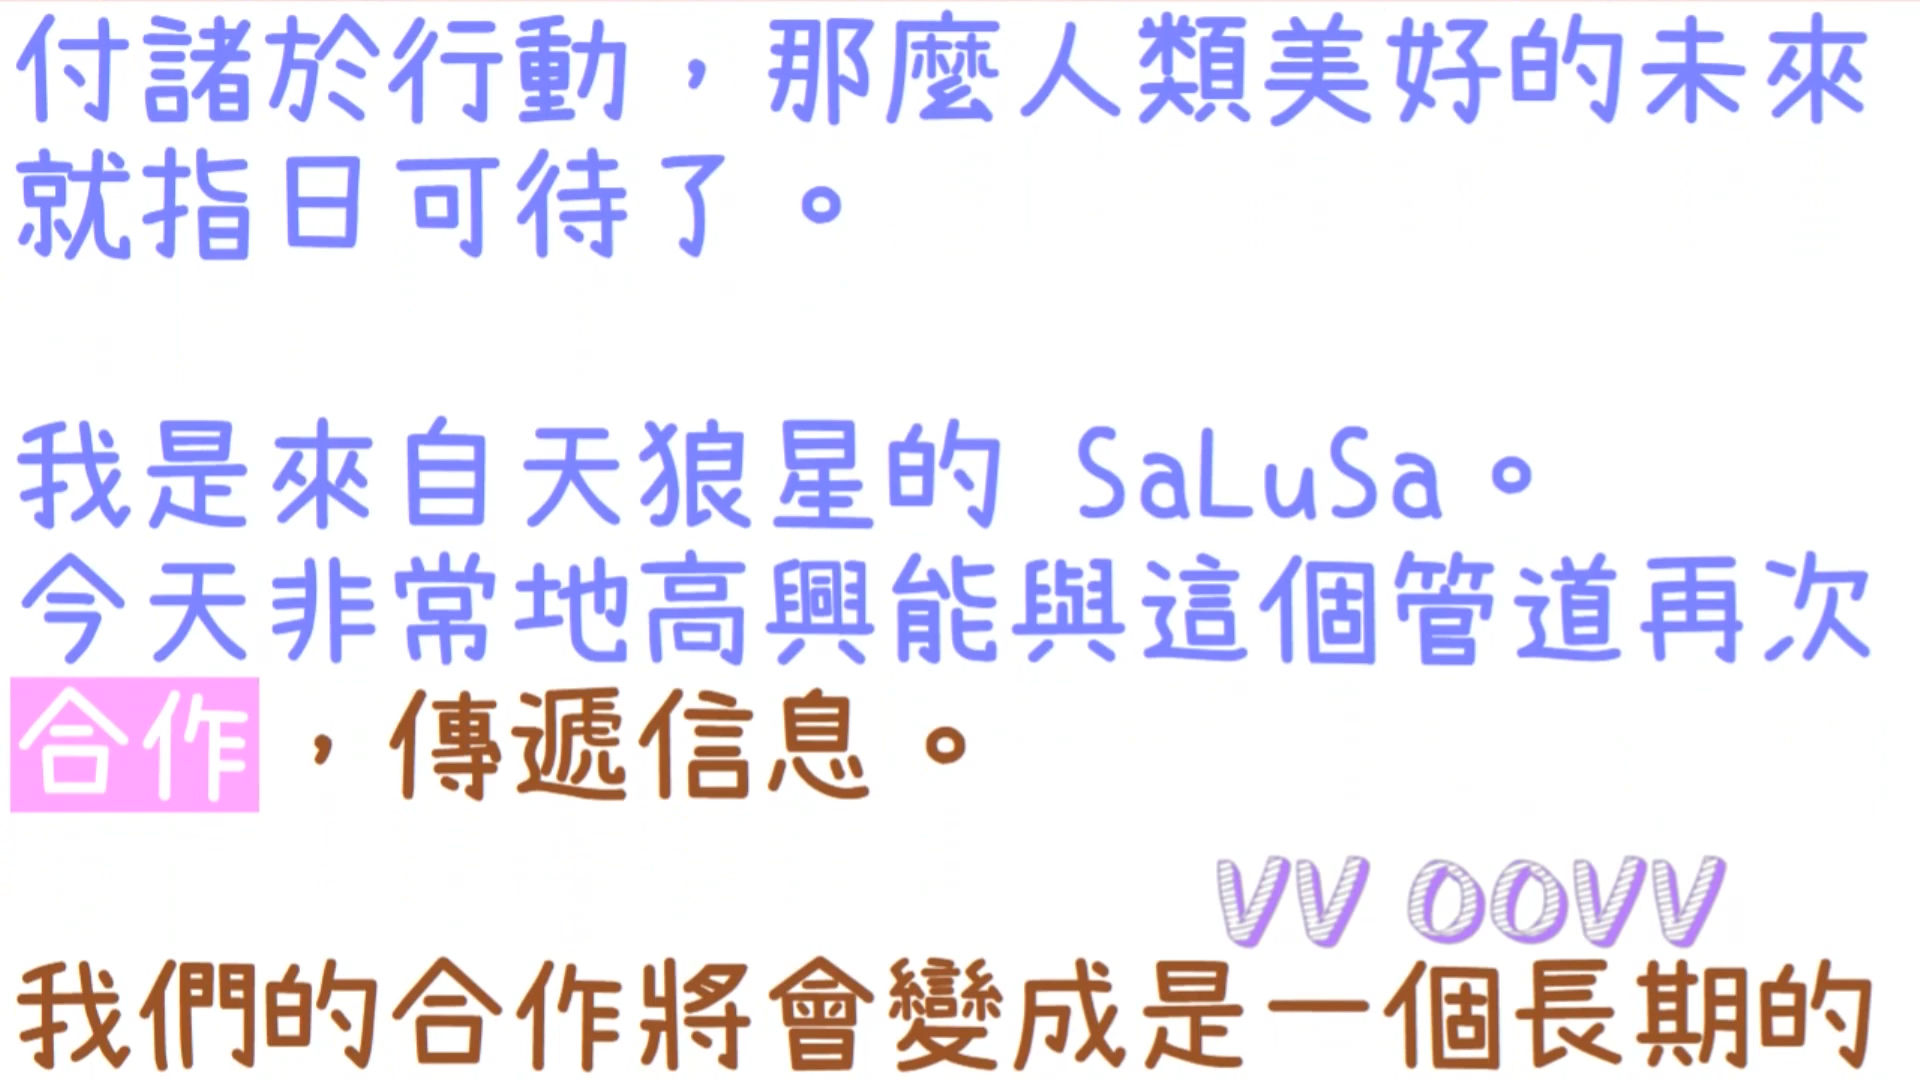 付諸於行動，那麼人類美好的未來
就指日可待了。
我是來自天狼星的 SaLuSa。
今天非常地高興能與這個管道再次
合作，傳遞信息。
VV OOVV
我們的合作將會變成是一個長期的